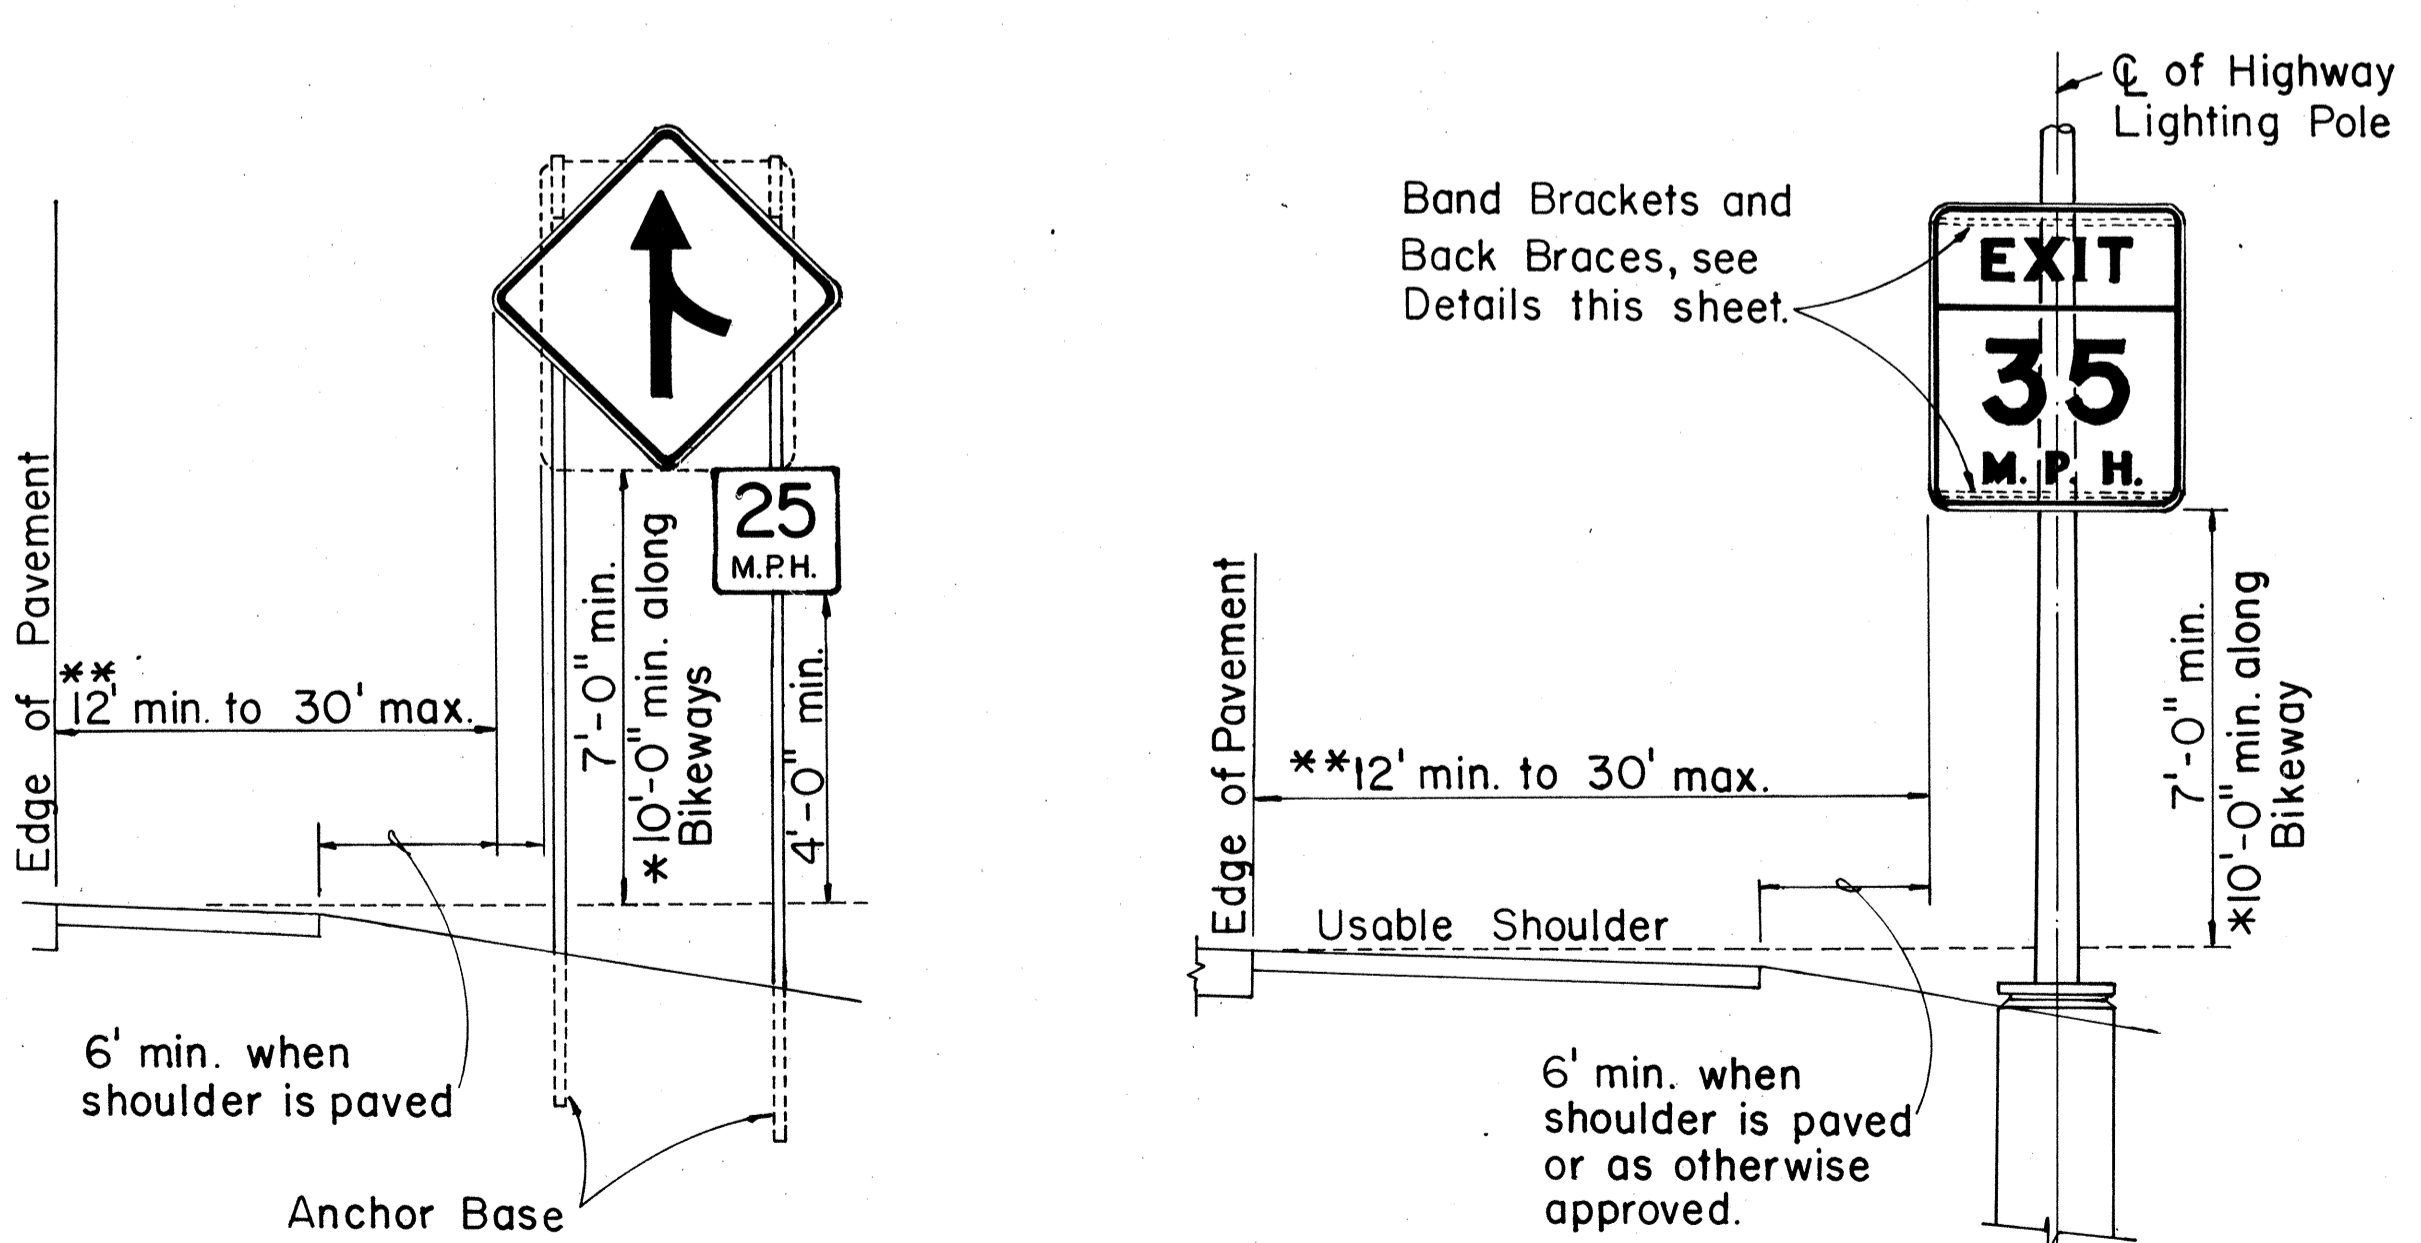 Edge of Pavement
**
12' min. to 30' max.
7'-0" min.
*10'-0" min. along
Bikeways
25
M.P.H.
4'-0" min.
6' min. when
shoulder is paved
Anchor Base
℄ of Highway
Lighting Pole
Band Brackets and
Back Braces, see
Details this sheet.
EXIT
35
M. P. H.
Edge of Pavement
**12' min. to 30' max.
7'-0" min.
*10'-0" min. along
Bikeway
Usable Shoulder
6' min. when
shoulder is paved
or as otherwise
approved.